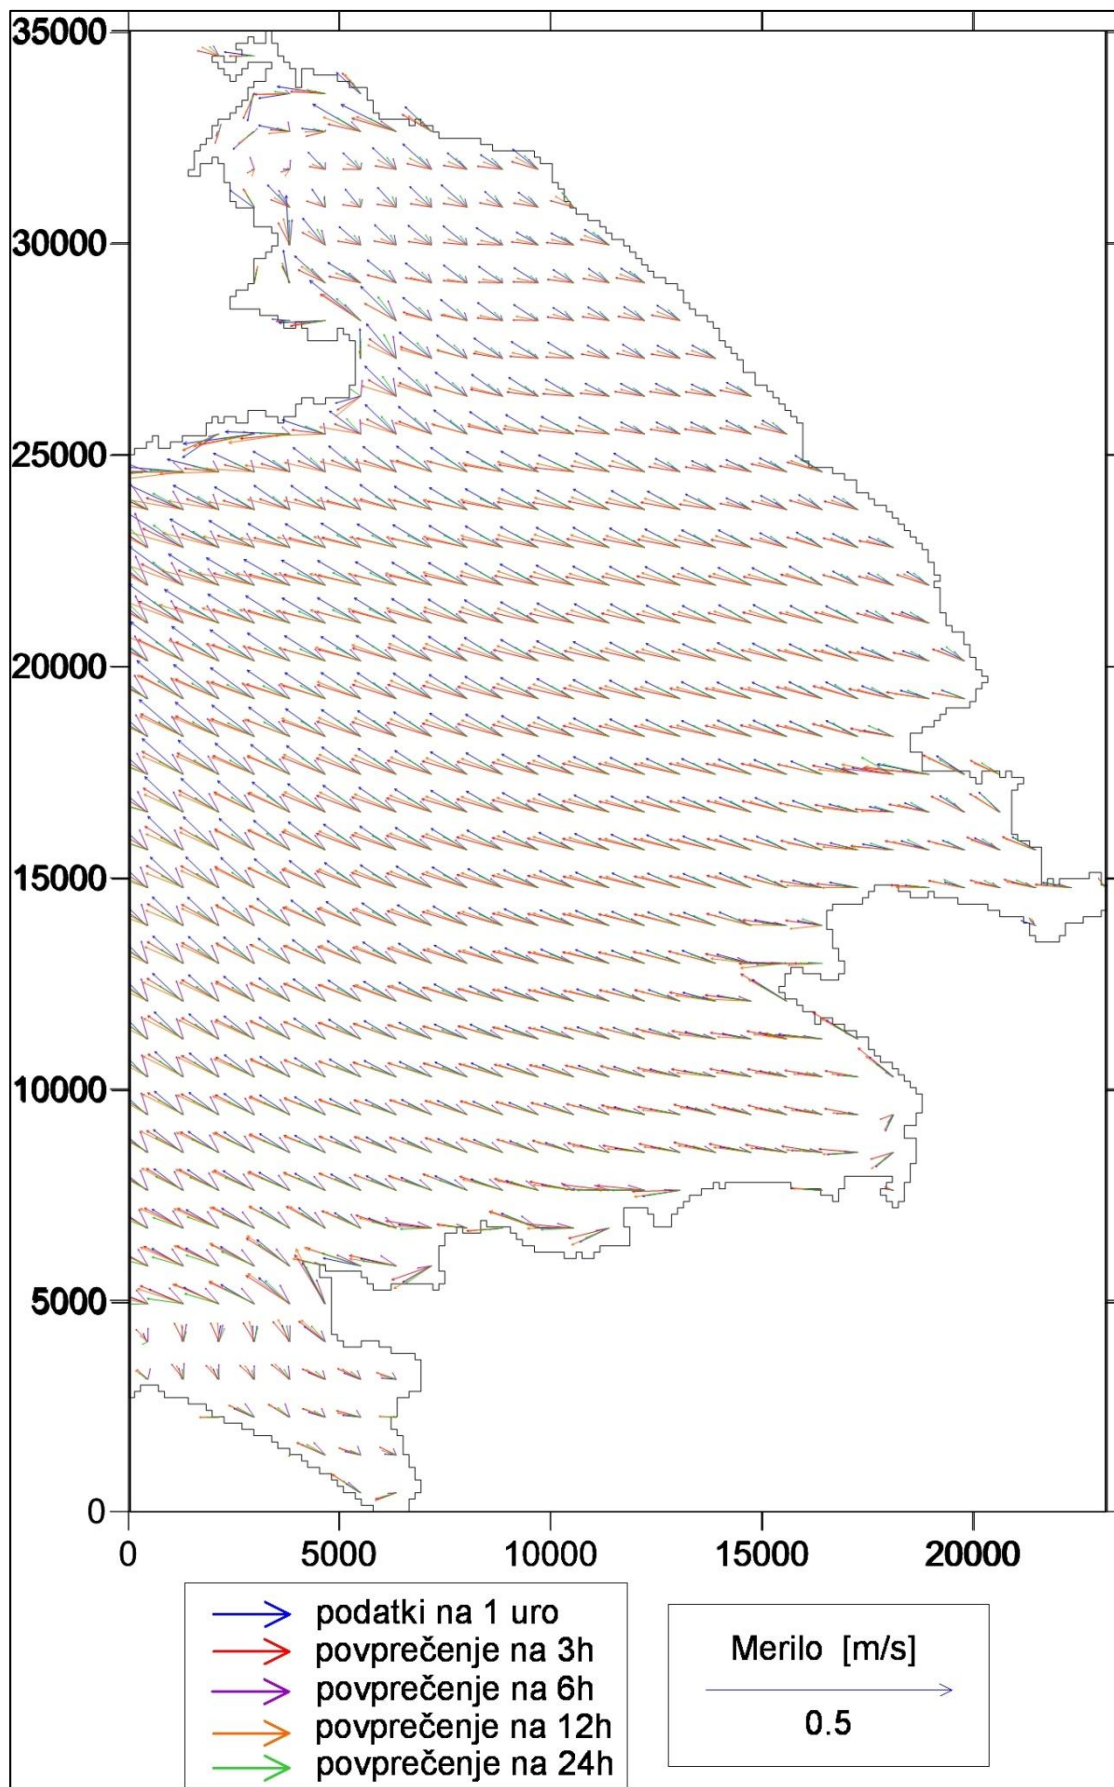 35000
30000
25000
20000
15000
10000
5000
0
0 5000 10000 15000 20000
podatki na 1 uro
povprečenje na 3h
povprečenje na 6h
povprečenje na 12h
povprečenje na 24h
Merilo [m/s]
0.5